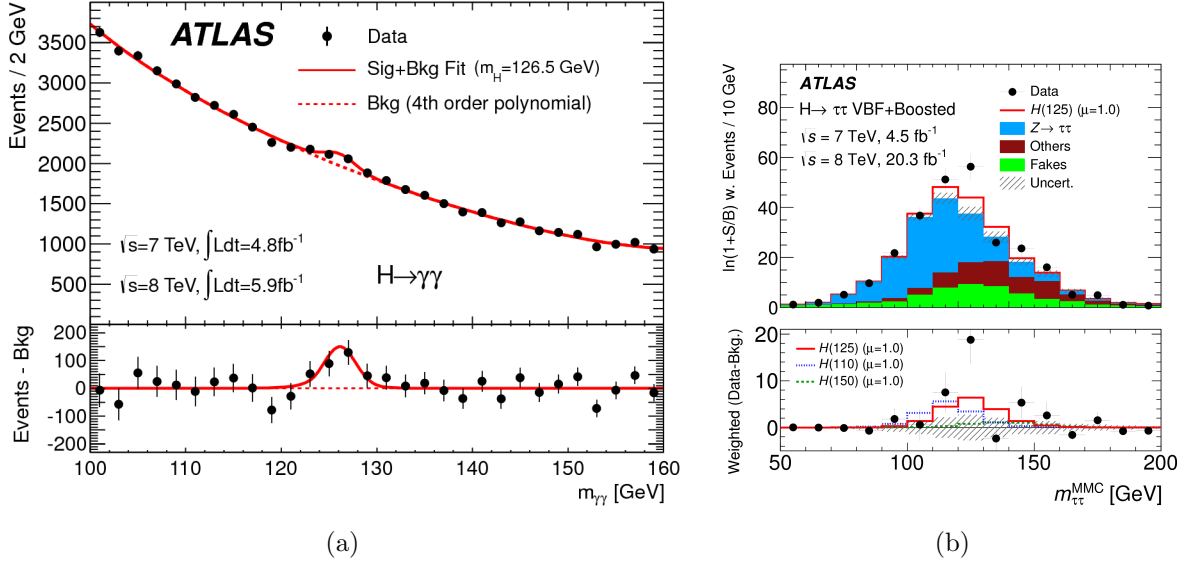 Events / 2 GeV
3500
3000
2500
2000
1500
1000
500
ATLAS
Data
Sig+Bkg Fit (m_H=126.5 GeV)
Bkg (4th order polynomial)
√s=7 TeV, ∫Ldt=4.8fb⁻¹
√s=8 TeV, ∫Ldt=5.9fb⁻¹
H→γγ
Events - Bkg
200
100
0
-100
-200
100 110 120 130 140 150 160
m_γγ [GeV]
(a)
ln(1+S/B) w. Events / 10 GeV
80
60
40
20
0
ATLAS
H→ ττ VBF+Boosted
√s = 7 TeV, 4.5 fb⁻¹
√s = 8 TeV, 20.3 fb⁻¹
Data
H(125) (μ=1.0)
Z→ ττ
Others
Fakes
Uncert.
Weighted (Data-Bkg.)
20
10
0
H(125) (μ=1.0)
H(110) (μ=1.0)
H(150) (μ=1.0)
50 100 150 200
m_ττ^MMC [GeV]
(b)